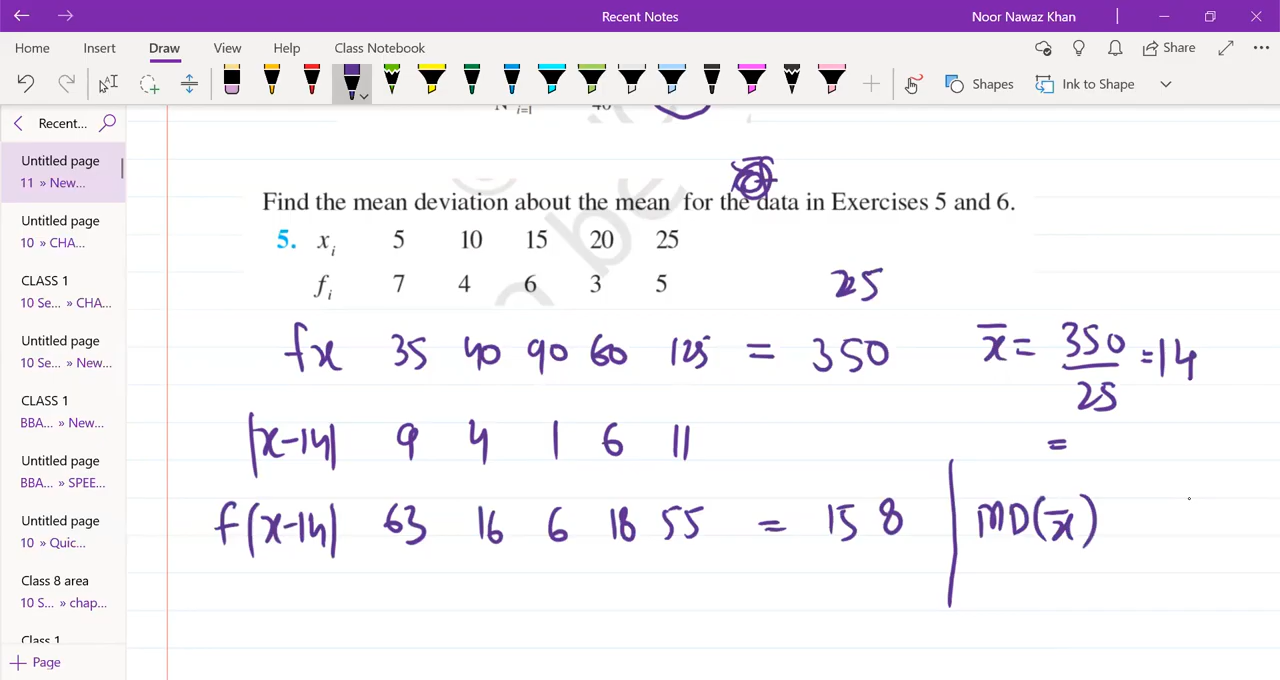 Recent Notes
Noor Nawaz Khan
Home Insert Draw View Help Class Notebook Share
Shapes Ink to Shape
Recent...
Untitled page
11 » New...
Untitled page
10 » CHA...
CLASS 1
10 Se... » CHA...
Untitled page
10 Se... » New...
CLASS 1
BBA... » New...
Untitled page
BBA... » SPEE...
Untitled page
10 » Quic...
Class 8 area
10 S... » chap...
Class 1
Page
N i=1 40
Find the mean deviation about the mean for the data in Exercises 5 and 6.
5. xᵢ 5 10 15 20 25
fᵢ 7 4 6 3 5 25
fx 35 40 90 60 125 = 350
x̄ = 350/25 = 14
|x-14| 9 4 1 6 11
=
f(x-14| 63 16 6 18 55 = 158
MD(x̄)